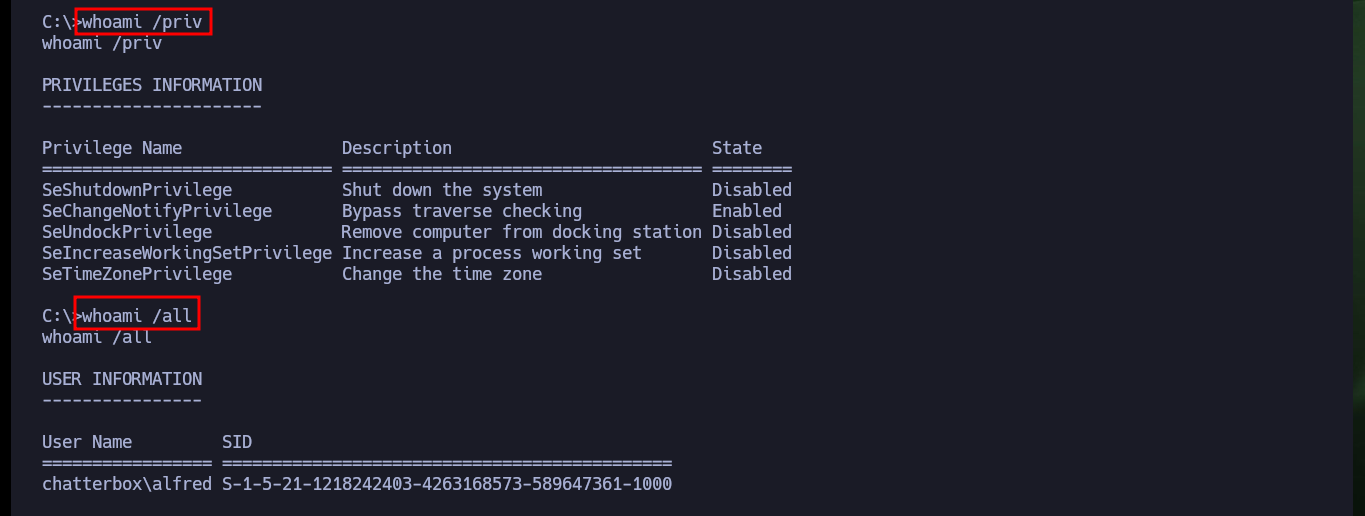 C:\>whoami /priv
whoami /priv
PRIVILEGES INFORMATION
----------------------
Privilege Name                Description                          State
============================= ==================================== ========
SeShutdownPrivilege           Shut down the system                 Disabled
SeChangeNotifyPrivilege       Bypass traverse checking             Enabled
SeUndockPrivilege             Remove computer from docking station Disabled
SeIncreaseWorkingSetPrivilege Increase a process working set       Disabled
SeTimeZonePrivilege           Change the time zone                 Disabled
C:\>whoami /all
whoami /all
USER INFORMATION
----------------
User Name         SID
================= =============================================
chatterbox\alfred S-1-5-21-1218242403-4263168573-589647361-1000